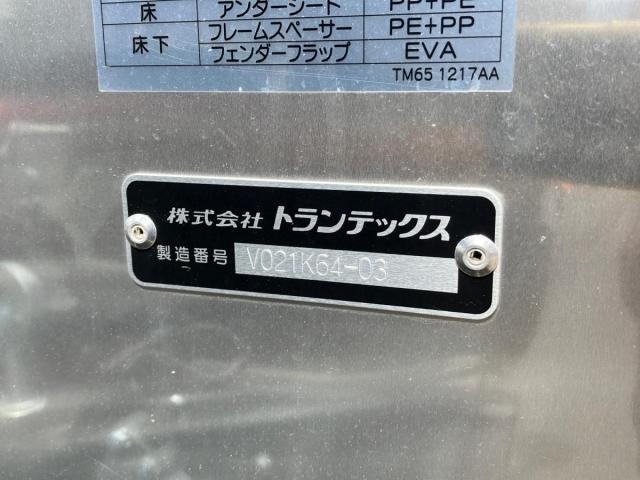 床 アンダーシート PP+PE
床下 フレームスペーサー PE+PP
フェンダーフラップ EVA
TM65 1217AA
株式会社 トランテックス
製造番号 V021K64-03